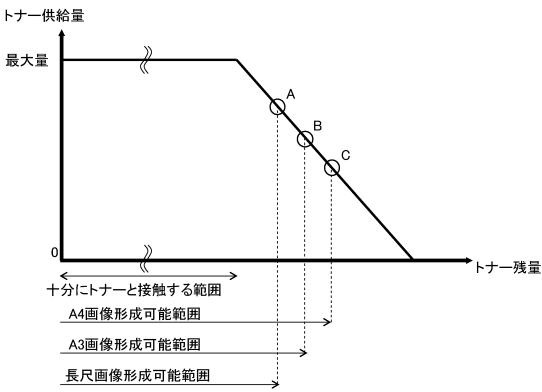 トナー供給量
最大量
A
B
C
0
トナー残量
十分にトナーと接触する範囲
A4画像形成可能範囲
A3画像形成可能範囲
長尺画像形成可能範囲